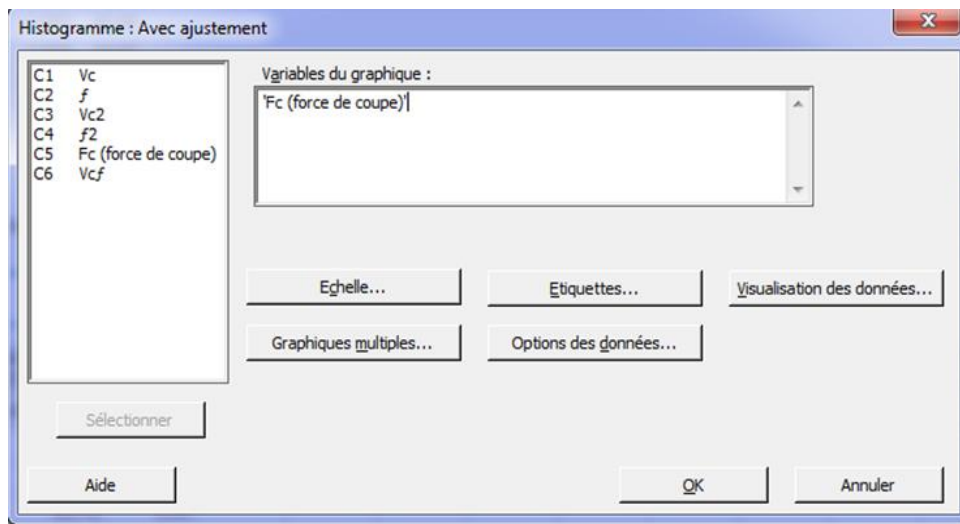 Histogramme : Avec ajustement
C1 Vc
C2 f
C3 Vc2
C4 f2
C5 Fc (force de coupe)
C6 Vcf
Variables du graphique :
'Fc (force de coupe)'
Echelle...
Etiquettes...
Visualisation des données...
Graphiques multiples...
Options des données...
Sélectionner
Aide
OK
Annuler